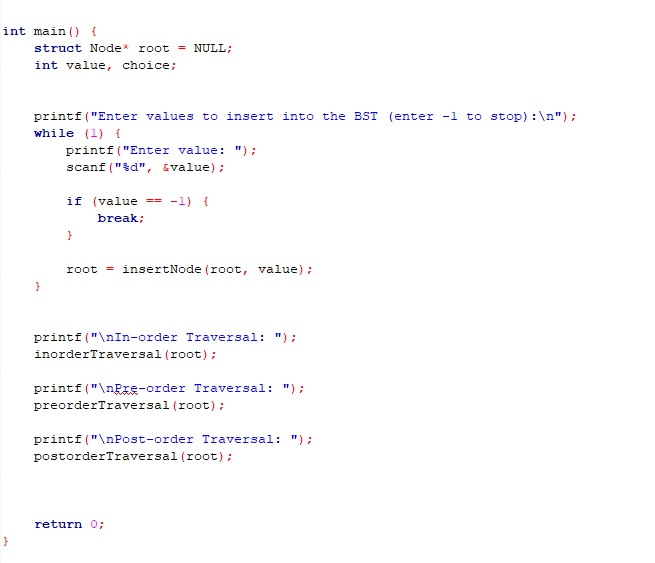 int main() {
struct Node* root = NULL;
int value, choice;
printf("Enter values to insert into the BST (enter -1 to stop):\n");
while (1) {
printf("Enter value: ");
scanf("%d", &value);
if (value == -1) {
break;
}
root = insertNode(root, value);
}
printf("\nIn-order Traversal: ");
inorderTraversal(root);
printf("\nPre-order Traversal: ");
preorderTraversal(root);
printf("\nPost-order Traversal: ");
postorderTraversal(root);
return 0;
}